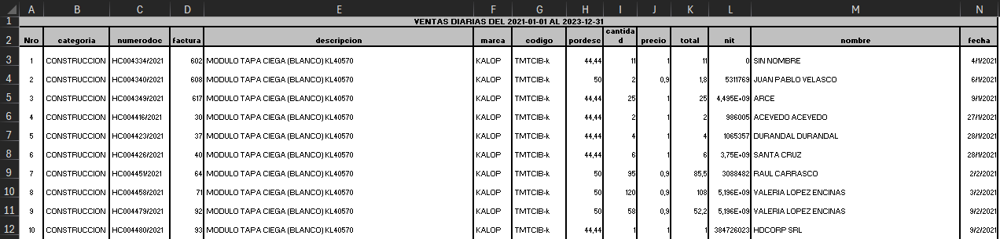 A B C D E F G H I J K L M N
1 VENTAS DIARIAS DEL 2021-01-01 AL 2023-12-31
2 Nro categoria numerodoc factura descripcion marca codigo pordesc cantidad precio total nit nombre fecha
3 1 CONSTRUCCION HC004334/2021 602 MODULO TAPA CIEGA (BLANCO) KL40570 KALOP TMTCIB-k 44,44 11 1 11 0 SIN NOMBRE 4/1/2021
4 2 CONSTRUCCION HC004340/2021 608 MODULO TAPA CIEGA (BLANCO) KL40570 KALOP TMTCIB-k 50 2 0,9 1,8 5311769 JUAN PABLO VELASCO 6/1/2021
5 3 CONSTRUCCION HC004349/2021 617 MODULO TAPA CIEGA (BLANCO) KL40570 KALOP TMTCIB-k 44,44 25 1 25 4,495E+09 ARCE 9/1/2021
6 4 CONSTRUCCION HC004416/2021 30 MODULO TAPA CIEGA (BLANCO) KL40570 KALOP TMTCIB-k 44,44 2 1 2 986005 ACEVEDO ACEVEDO 27/1/2021
7 5 CONSTRUCCION HC004423/2021 37 MODULO TAPA CIEGA (BLANCO) KL40570 KALOP TMTCIB-k 44,44 4 1 4 1065357 DURANDAL DURANDAL 28/1/2021
8 6 CONSTRUCCION HC004426/2021 40 MODULO TAPA CIEGA (BLANCO) KL40570 KALOP TMTCIB-k 44,44 6 1 6 3,75E+09 SANTA CRUZ 28/1/2021
9 7 CONSTRUCCION HC004451/2021 64 MODULO TAPA CIEGA (BLANCO) KL40570 KALOP TMTCIB-k 50 95 0,9 85,5 3088482 RAUL CARRASCO 2/2/2021
10 8 CONSTRUCCION HC004458/2021 71 MODULO TAPA CIEGA (BLANCO) KL40570 KALOP TMTCIB-k 50 120 0,9 108 5,196E+09 VALERIA LOPEZ ENCINAS 3/2/2021
11 9 CONSTRUCCION HC004479/2021 92 MODULO TAPA CIEGA (BLANCO) KL40570 KALOP TMTCIB-k 50 58 0,9 52,2 5,196E+09 VALERIA LOPEZ ENCINAS 9/2/2021
12 10 CONSTRUCCION HC004480/2021 93 MODULO TAPA CIEGA (BLANCO) KL40570 KALOP TMTCIB-k 44,44 1 1 1 384726023 HDCORP SRL 9/2/2021